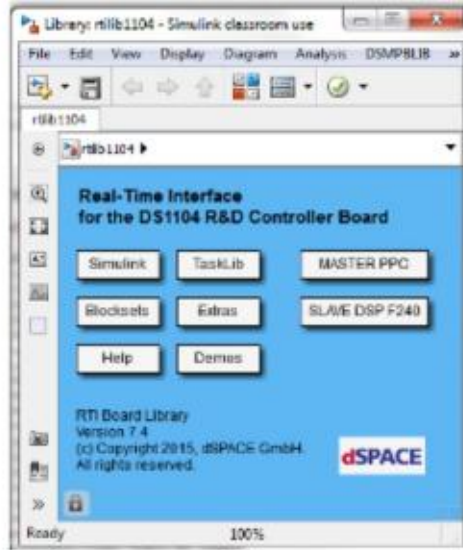 Library: rtilib1104 - Simulink classroom use
File Edit View Display Diagram Analysis DSMPBLIB »
rtilib1104
rtilib1104
Real-Time Interface
for the DS1104 R&D Controller Board
Simulink TaskLib MASTER PPC
Blocksets Extras SLAVE DSP F240
Help Demos
RTI Board Library
Version 7.4
(c) Copyright 2015, dSPACE GmbH.
All rights reserved.
dSPACE
Ready 100%